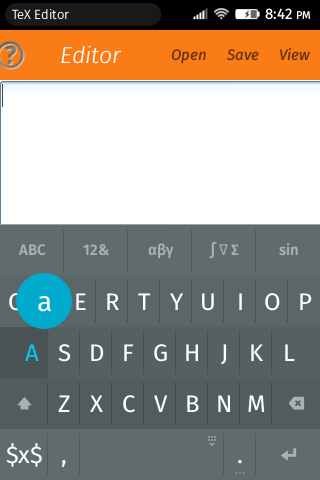 TeX Editor 8:42 PM
? Editor Open Save View
ABC 12& αβγ ∫∇Σ sin
a E R T Y U I O P
A S D F G H J K L
Z X C V B N M
$x$ , .